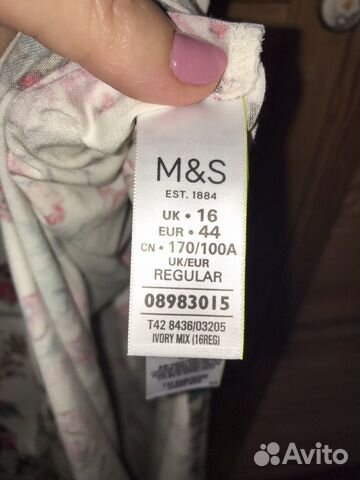 M&S
EST. 1884
UK • 16
EUR • 44
CN • 170/100A
UK/EUR
REGULAR
08983015
T42 8436/03205
IVORY MIX (16REG)
Avito